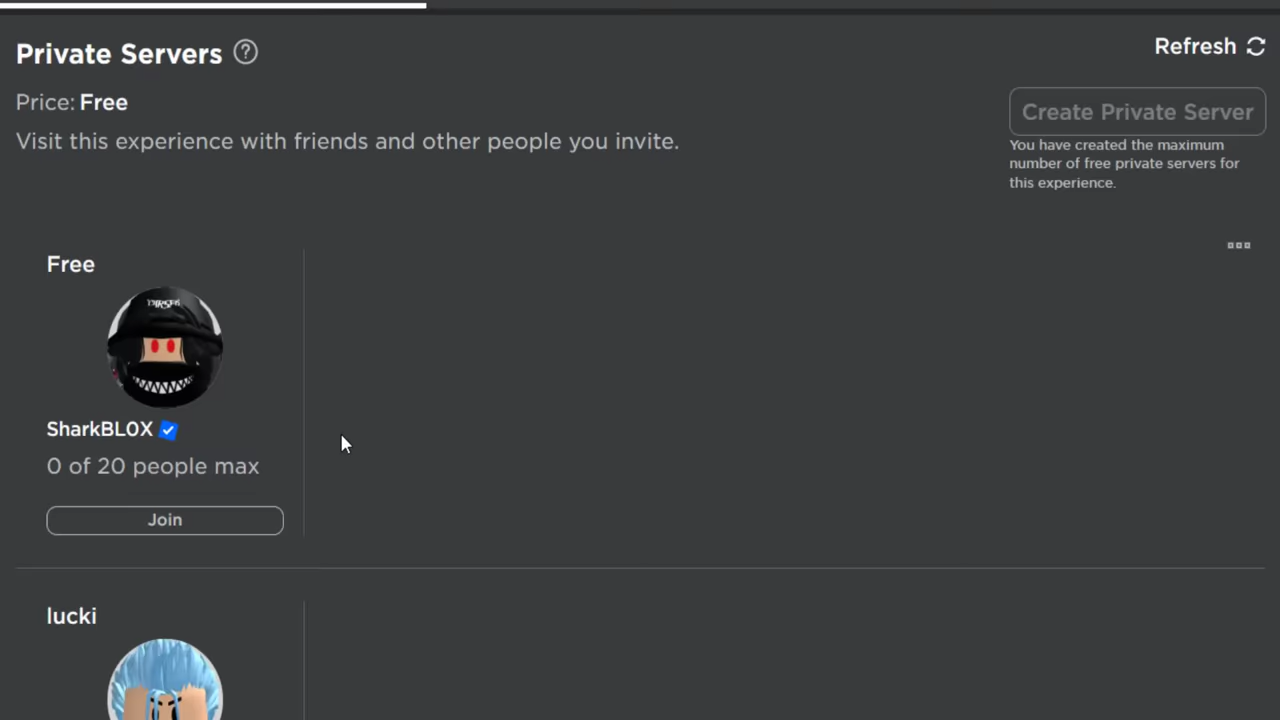 Private Servers
Refresh
Price: Free
Create Private Server
Visit this experience with friends and other people you invite.
You have created the maximum
number of free private servers for
this experience.
Free
SharkBL0X
0 of 20 people max
Join
lucki